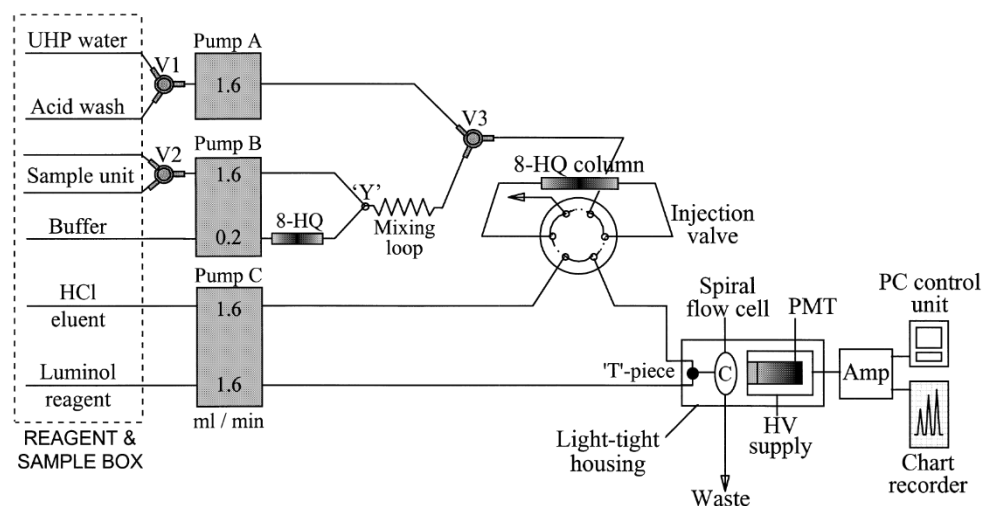 UHP water
Acid wash
Sample unit
Buffer
HCl
eluent
Luminol
reagent
REAGENT &
SAMPLE BOX
V1
V2
Pump A
1.6
Pump B
1.6
0.2
Pump C
1.6
1.6
ml / min
8-HQ
'Y'
Mixing
loop
V3
8-HQ column
Injection
valve
Spiral
flow cell
PMT
'T'-piece
C
HV
supply
Light-tight
housing
Waste
Amp
PC control
unit
Chart
recorder